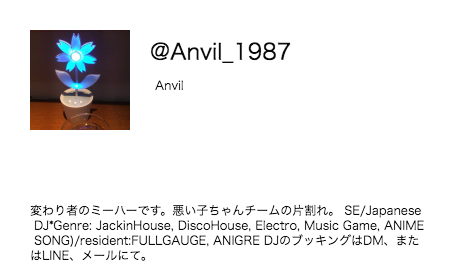 @Anvil_1987
Anvil
変わり者のミーハーです。悪い子ちゃんチームの片割れ。 SE/Japanese
DJ*Genre: JackinHouse, DiscoHouse, Electro, Music Game, ANIME
SONG)/resident:FULLGAUGE, ANIGRE DJのブッキングはDM、また
はLINE、メールにて。